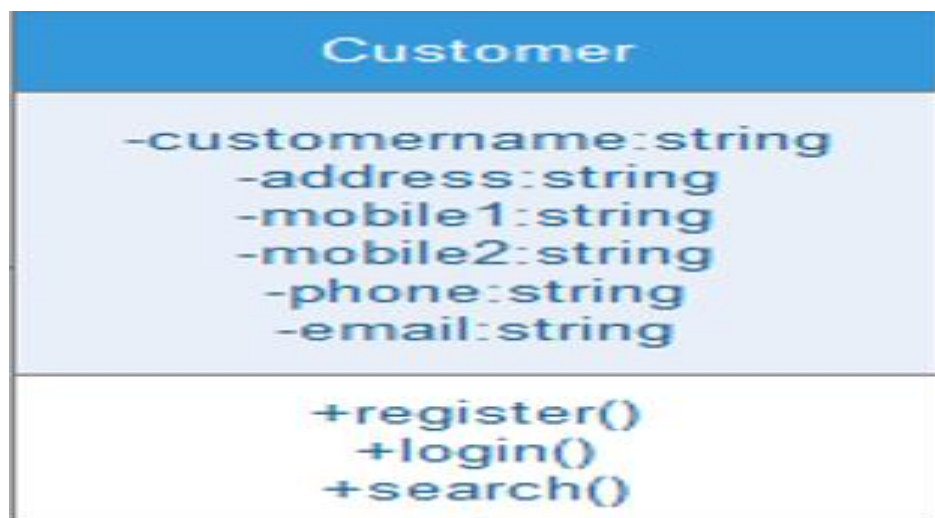 Customer
-customername:string
-address:string
-mobile1:string
-mobile2:string
-phone:string
-email:string
+register()
+login()
+search()